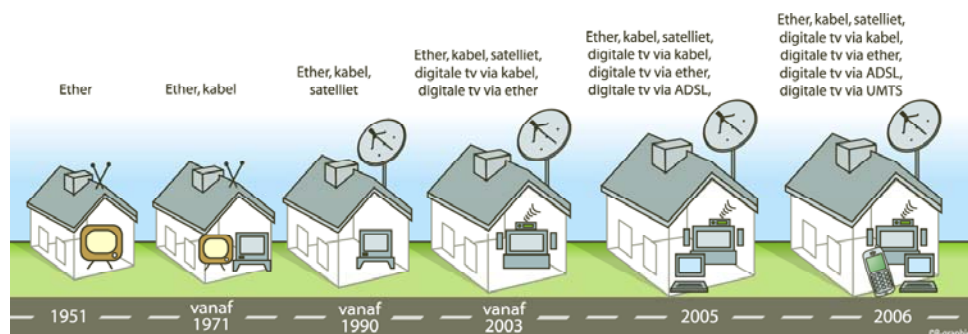 Ether
Ether, kabel
Ether, kabel,
satelliet
Ether, kabel, satelliet,
digitale tv via kabel,
digitale tv via ether
Ether, kabel, satelliet,
digitale tv via kabel,
digitale tv via ether,
digitale tv via ADSL,
Ether, kabel, satelliet,
digitale tv via kabel,
digitale tv via ether,
digitale tv via ADSL,
digitale tv via UMTS
1951
vanaf
1971
vanaf
1990
vanaf
2003
2005
2006